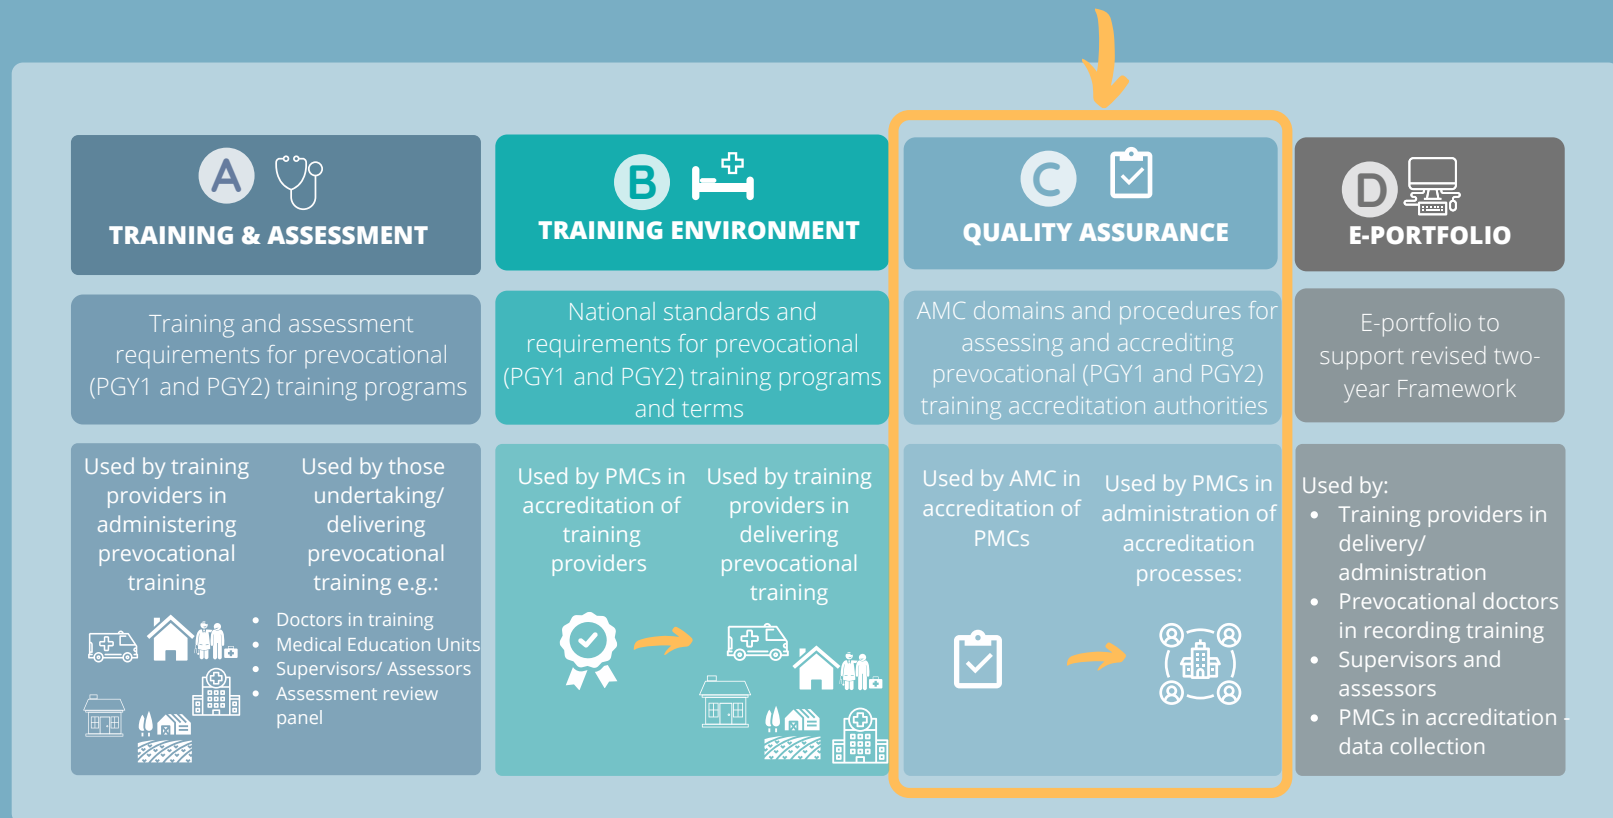 A
TRAINING & ASSESSMENT
Training and assessment
requirements for prevocational
(PGY1 and PGY2) training programs
Used by training
providers in
administering
prevocational
training
Used by those
undertaking/
delivering
prevocational
training e.g.:
• Doctors in training
• Medical Education Units
• Supervisors/ Assessors
• Assessment review
panel
B
TRAINING ENVIRONMENT
National standards and
requirements for prevocational
(PGY1 and PGY2) training programs
and terms
Used by PMCs in
accreditation of
training
providers
Used by training
providers in
delivering
prevocational
training
C
QUALITY ASSURANCE
AMC domains and procedures for
assessing and accrediting
prevocational (PGY1 and PGY2)
training accreditation authorities
Used by AMC in
accreditation of
PMCs
Used by PMCs in
administration of
accreditation
processes:
D
E-PORTFOLIO
E-portfolio to
support revised two-
year Framework
Used by:
• Training providers in
delivery/
administration
• Prevocational doctors
in recording training
• Supervisors and
assessors
• PMCs in accreditation -
data collection